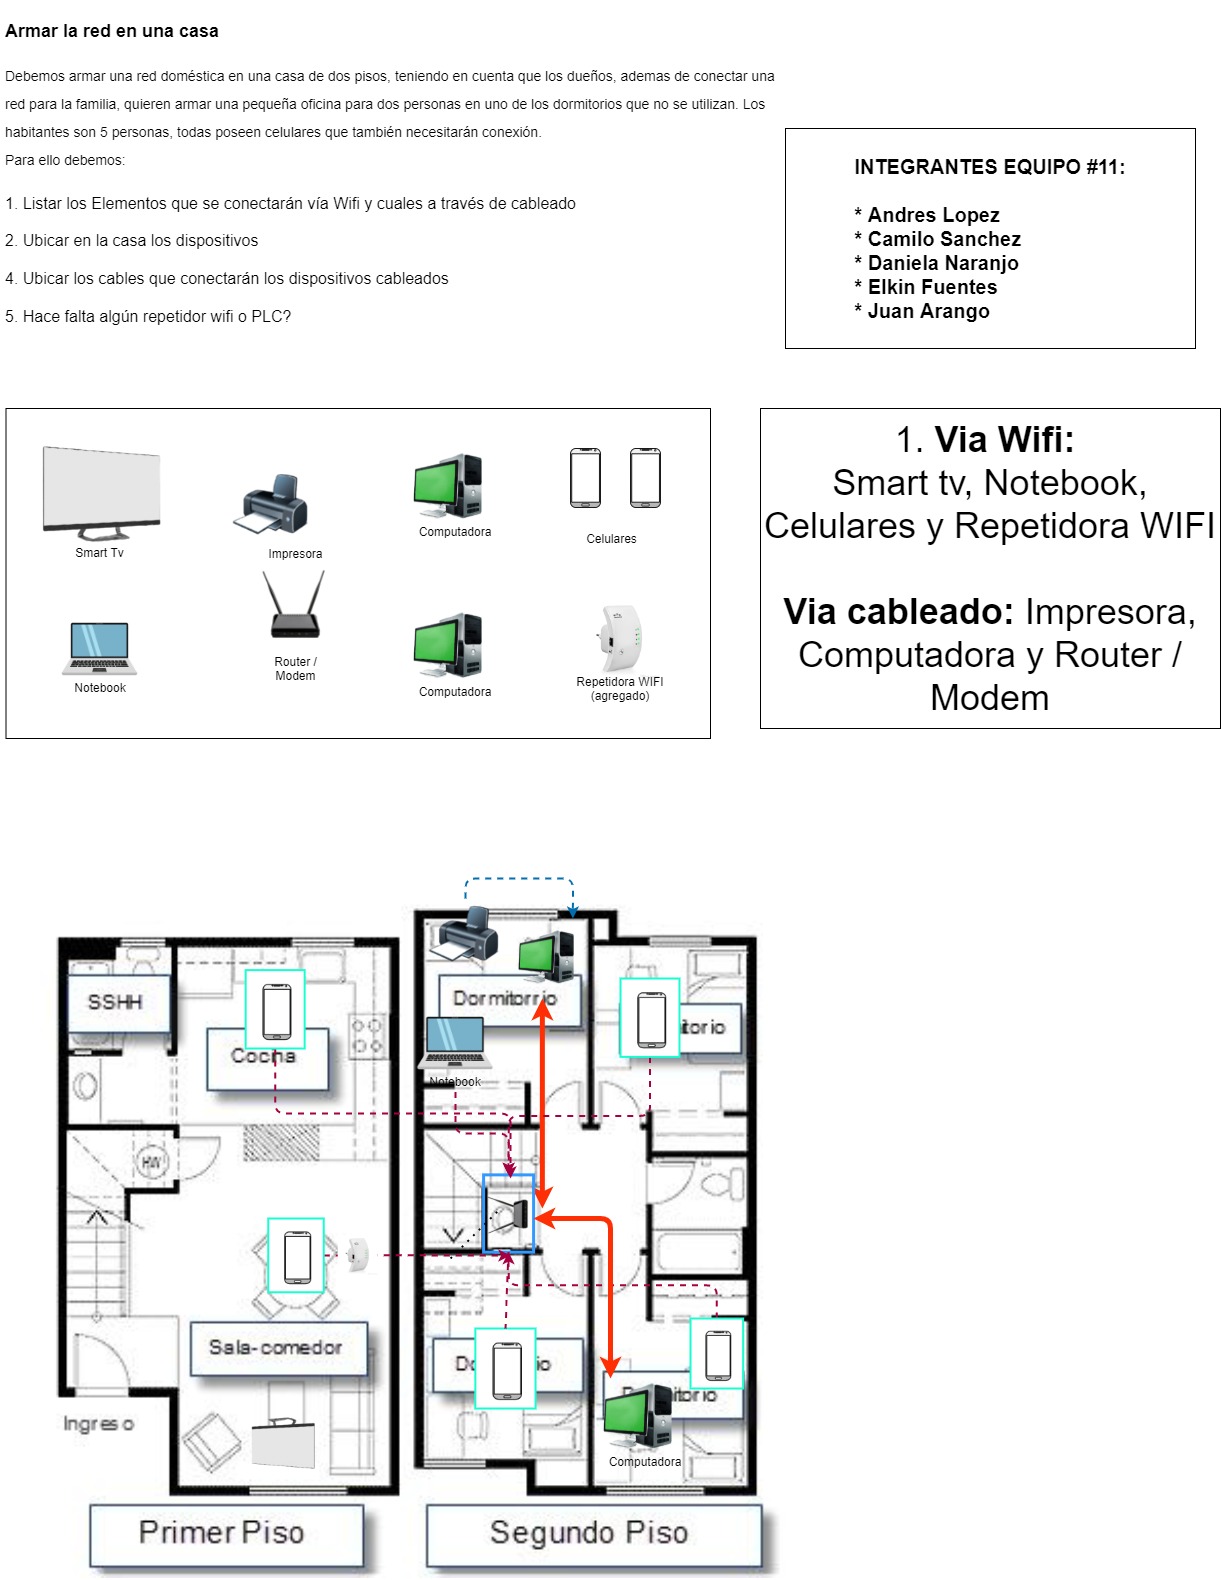 Armar la red en una casa
Debemos armar una red doméstica en una casa de dos pisos, teniendo en cuenta que los dueños, ademas de conectar una
red para la familia, quieren armar una pequeña oficina para dos personas en uno de los dormitorios que no se utilizan. Los
habitantes son 5 personas, todas poseen celulares que también necesitarán conexión.
Para ello debemos:
1. Listar los Elementos que se conectarán vía Wifi y cuales a través de cableado
2. Ubicar en la casa los dispositivos
4. Ubicar los cables que conectarán los dispositivos cableados
5. Hace falta algún repetidor wifi o PLC?
INTEGRANTES EQUIPO #11:
* Andres Lopez
* Camilo Sanchez
* Daniela Naranjo
* Elkin Fuentes
* Juan Arango
Smart Tv
Impresora
Computadora
Celulares
Notebook
Router /
Modem
Computadora
Repetidora WIFI
(agregado)
1. Via Wifi:
Smart tv, Notebook,
Celulares y Repetidora WIFI
Via cableado: Impresora,
Computadora y Router /
Modem
SSHH
Cocha
HW
Sala-comedor
Ingreso
Primer Piso
Dormitorrio
itorio
Notebook
Do io
D mitorio
Computadora
Segundo Piso